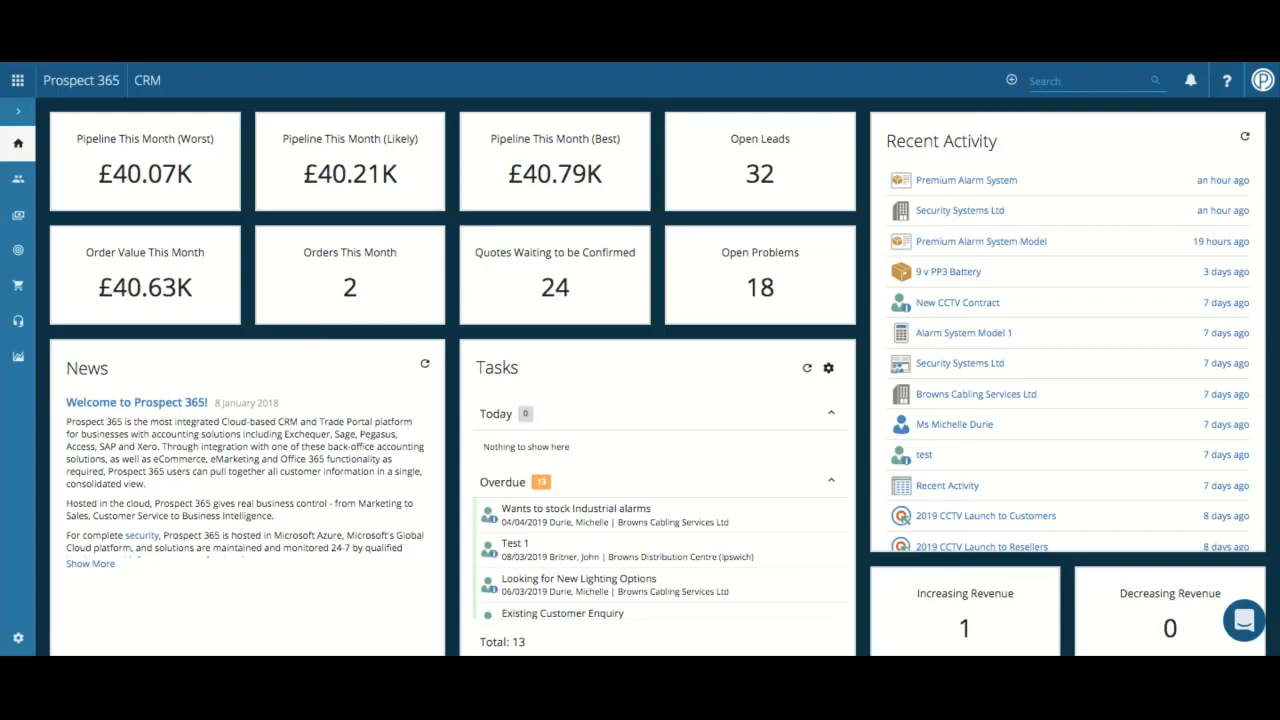 Prospect 365
CRM
Search
?
Pipeline This Month (Worst)
£40.07K
Pipeline This Month (Likely)
£40.21K
Pipeline This Month (Best)
£40.79K
Open Leads
32
Order Value This Month
£40.63K
Orders This Month
2
Quotes Waiting to be Confirmed
24
Open Problems
18
News
Welcome to Prospect 365! 8 January 2018
Prospect 365 is the most integrated Cloud-based CRM and Trade Portal platform
for businesses with accounting solutions including Exchequer, Sage, Pegasus,
Access, SAP and Xero. Through integration with one of these back-office accounting
solutions, as well as eCommerce, eMarketing and Office 365 functionality as
required, Prospect 365 users can pull together all customer information in a single,
consolidated view.
Hosted in the cloud, Prospect 365 gives real business control - from Marketing to
Sales, Customer Service to Business Intelligence.
For complete security, Prospect 365 is hosted in Microsoft Azure, Microsoft's Global
Cloud platform, and solutions are maintained and monitored 24-7 by qualified
Show More
Tasks
Today 0
Nothing to show here
Overdue 13
Wants to stock Industrial alarms
04/04/2019 Durie, Michelle | Browns Cabling Services Ltd
Test 1
08/03/2019 Britner, John | Browns Distribution Centre (Ipswich)
Looking for New Lighting Options
06/03/2019 Durie, Michelle | Browns Cabling Services Ltd
Existing Customer Enquiry
Total: 13
Recent Activity
Premium Alarm System an hour ago
Security Systems Ltd an hour ago
Premium Alarm System Model 19 hours ago
9 v PP3 Battery 3 days ago
New CCTV Contract 7 days ago
Alarm System Model 1 7 days ago
Security Systems Ltd 7 days ago
Browns Cabling Services Ltd 7 days ago
Ms Michelle Durie 7 days ago
test 7 days ago
Recent Activity 7 days ago
2019 CCTV Launch to Customers 8 days ago
2019 CCTV Launch to Resellers 8 days ago
Increasing Revenue
1
Decreasing Revenue
0